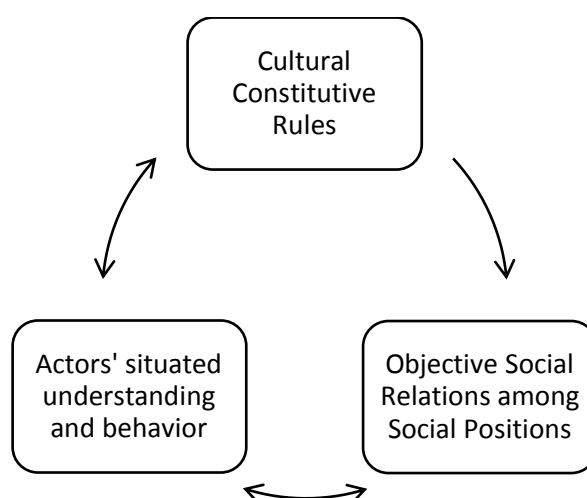 Cultural
Constitutive
Rules
Actors' situated
understanding
and behavior
Objective Social
Relations among
Social Positions